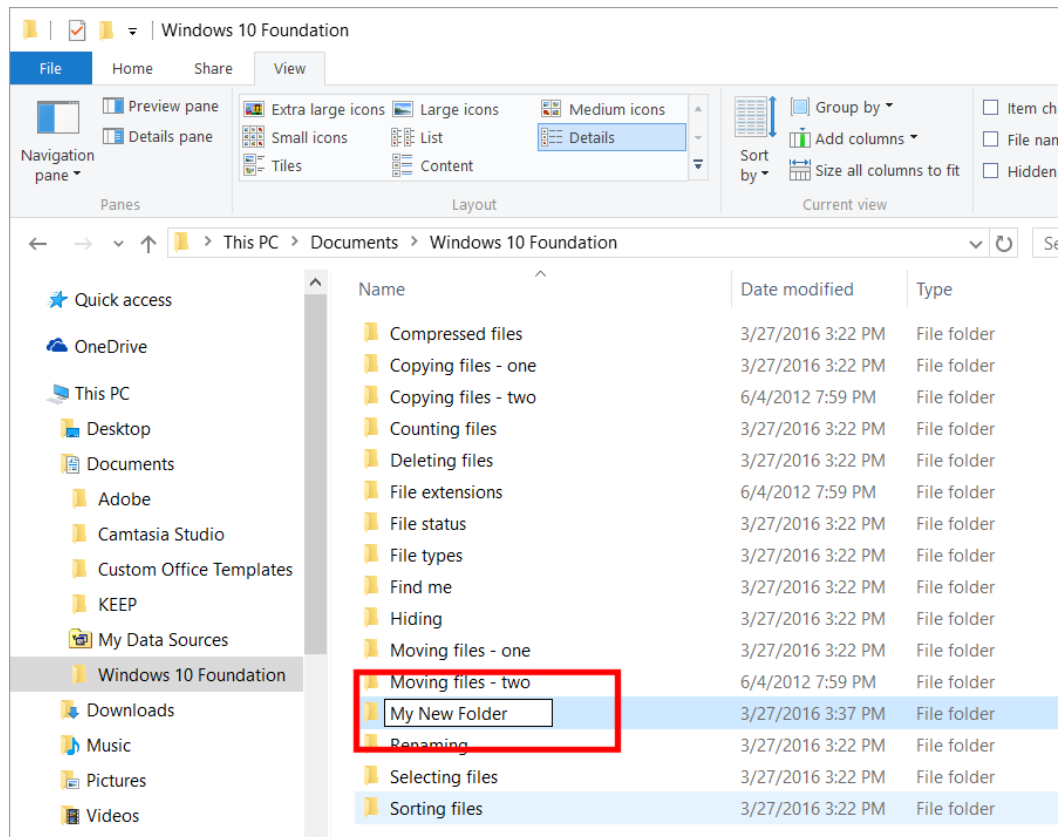 Windows 10 Foundation
File Home Share View
Preview pane
Details pane
Navigation pane
Panes
Extra large icons Large icons Medium icons
Small icons List Details
Tiles Content
Layout
Sort by
Group by
Add columns
Size all columns to fit
Current view
Item ch
File nam
Hidden
This PC > Documents > Windows 10 Foundation
Se
Quick access
OneDrive
This PC
Desktop
Documents
Adobe
Camtasia Studio
Custom Office Templates
KEEP
My Data Sources
Windows 10 Foundation
Downloads
Music
Pictures
Videos
Name Date modified Type
Compressed files 3/27/2016 3:22 PM File folder
Copying files - one 3/27/2016 3:22 PM File folder
Copying files - two 6/4/2012 7:59 PM File folder
Counting files 3/27/2016 3:22 PM File folder
Deleting files 3/27/2016 3:22 PM File folder
File extensions 6/4/2012 7:59 PM File folder
File status 3/27/2016 3:22 PM File folder
File types 3/27/2016 3:22 PM File folder
Find me 3/27/2016 3:22 PM File folder
Hiding 3/27/2016 3:22 PM File folder
Moving files - one 3/27/2016 3:22 PM File folder
Moving files - two 6/4/2012 7:59 PM File folder
My New Folder 3/27/2016 3:37 PM File folder
Renaming 3/27/2016 3:22 PM File folder
Selecting files 3/27/2016 3:22 PM File folder
Sorting files 3/27/2016 3:22 PM File folder